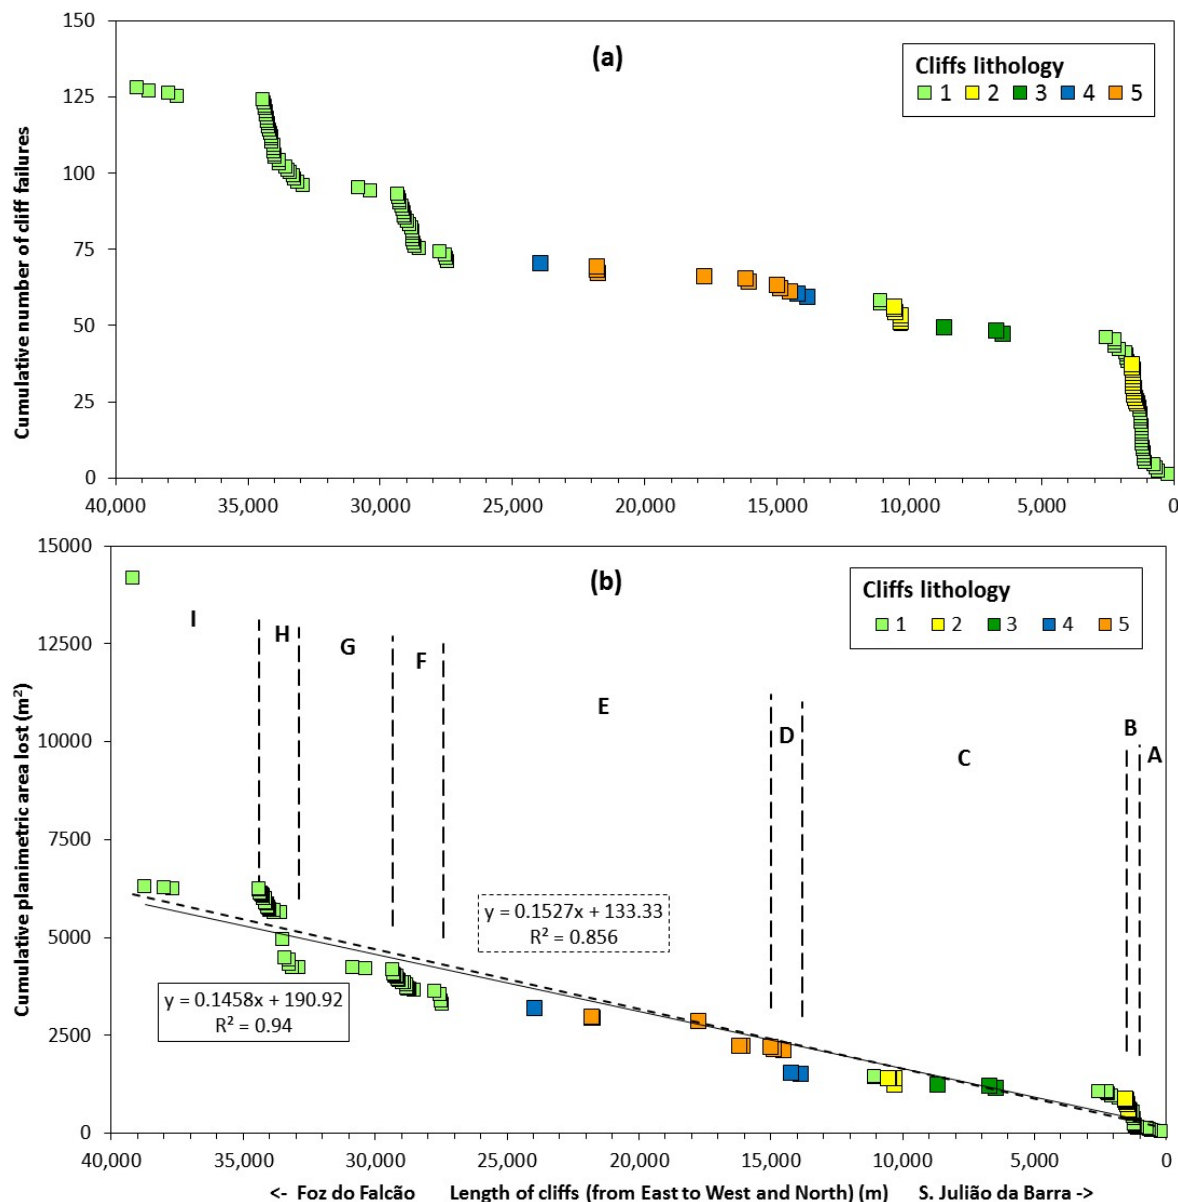 (a)
Cliffs lithology
1 2 3 4 5
Cumulative number of cliff failures
150
125
100
75
50
25
0
40,000 35,000 30,000 25,000 20,000 15,000 10,000 5,000 0
(b)
Cliffs lithology
1 2 3 4 5
Cumulative planimetric area lost (m²)
15000
12500
10000
7500
5000
2500
0
I H G F E D C B A
y = 0.1527x + 133.33
R² = 0.856
y = 0.1458x + 190.92
R² = 0.94
40,000 35,000 30,000 25,000 20,000 15,000 10,000 5,000 0
<- Foz do Falcão Length of cliffs (from East to West and North) (m) S. Julião da Barra ->